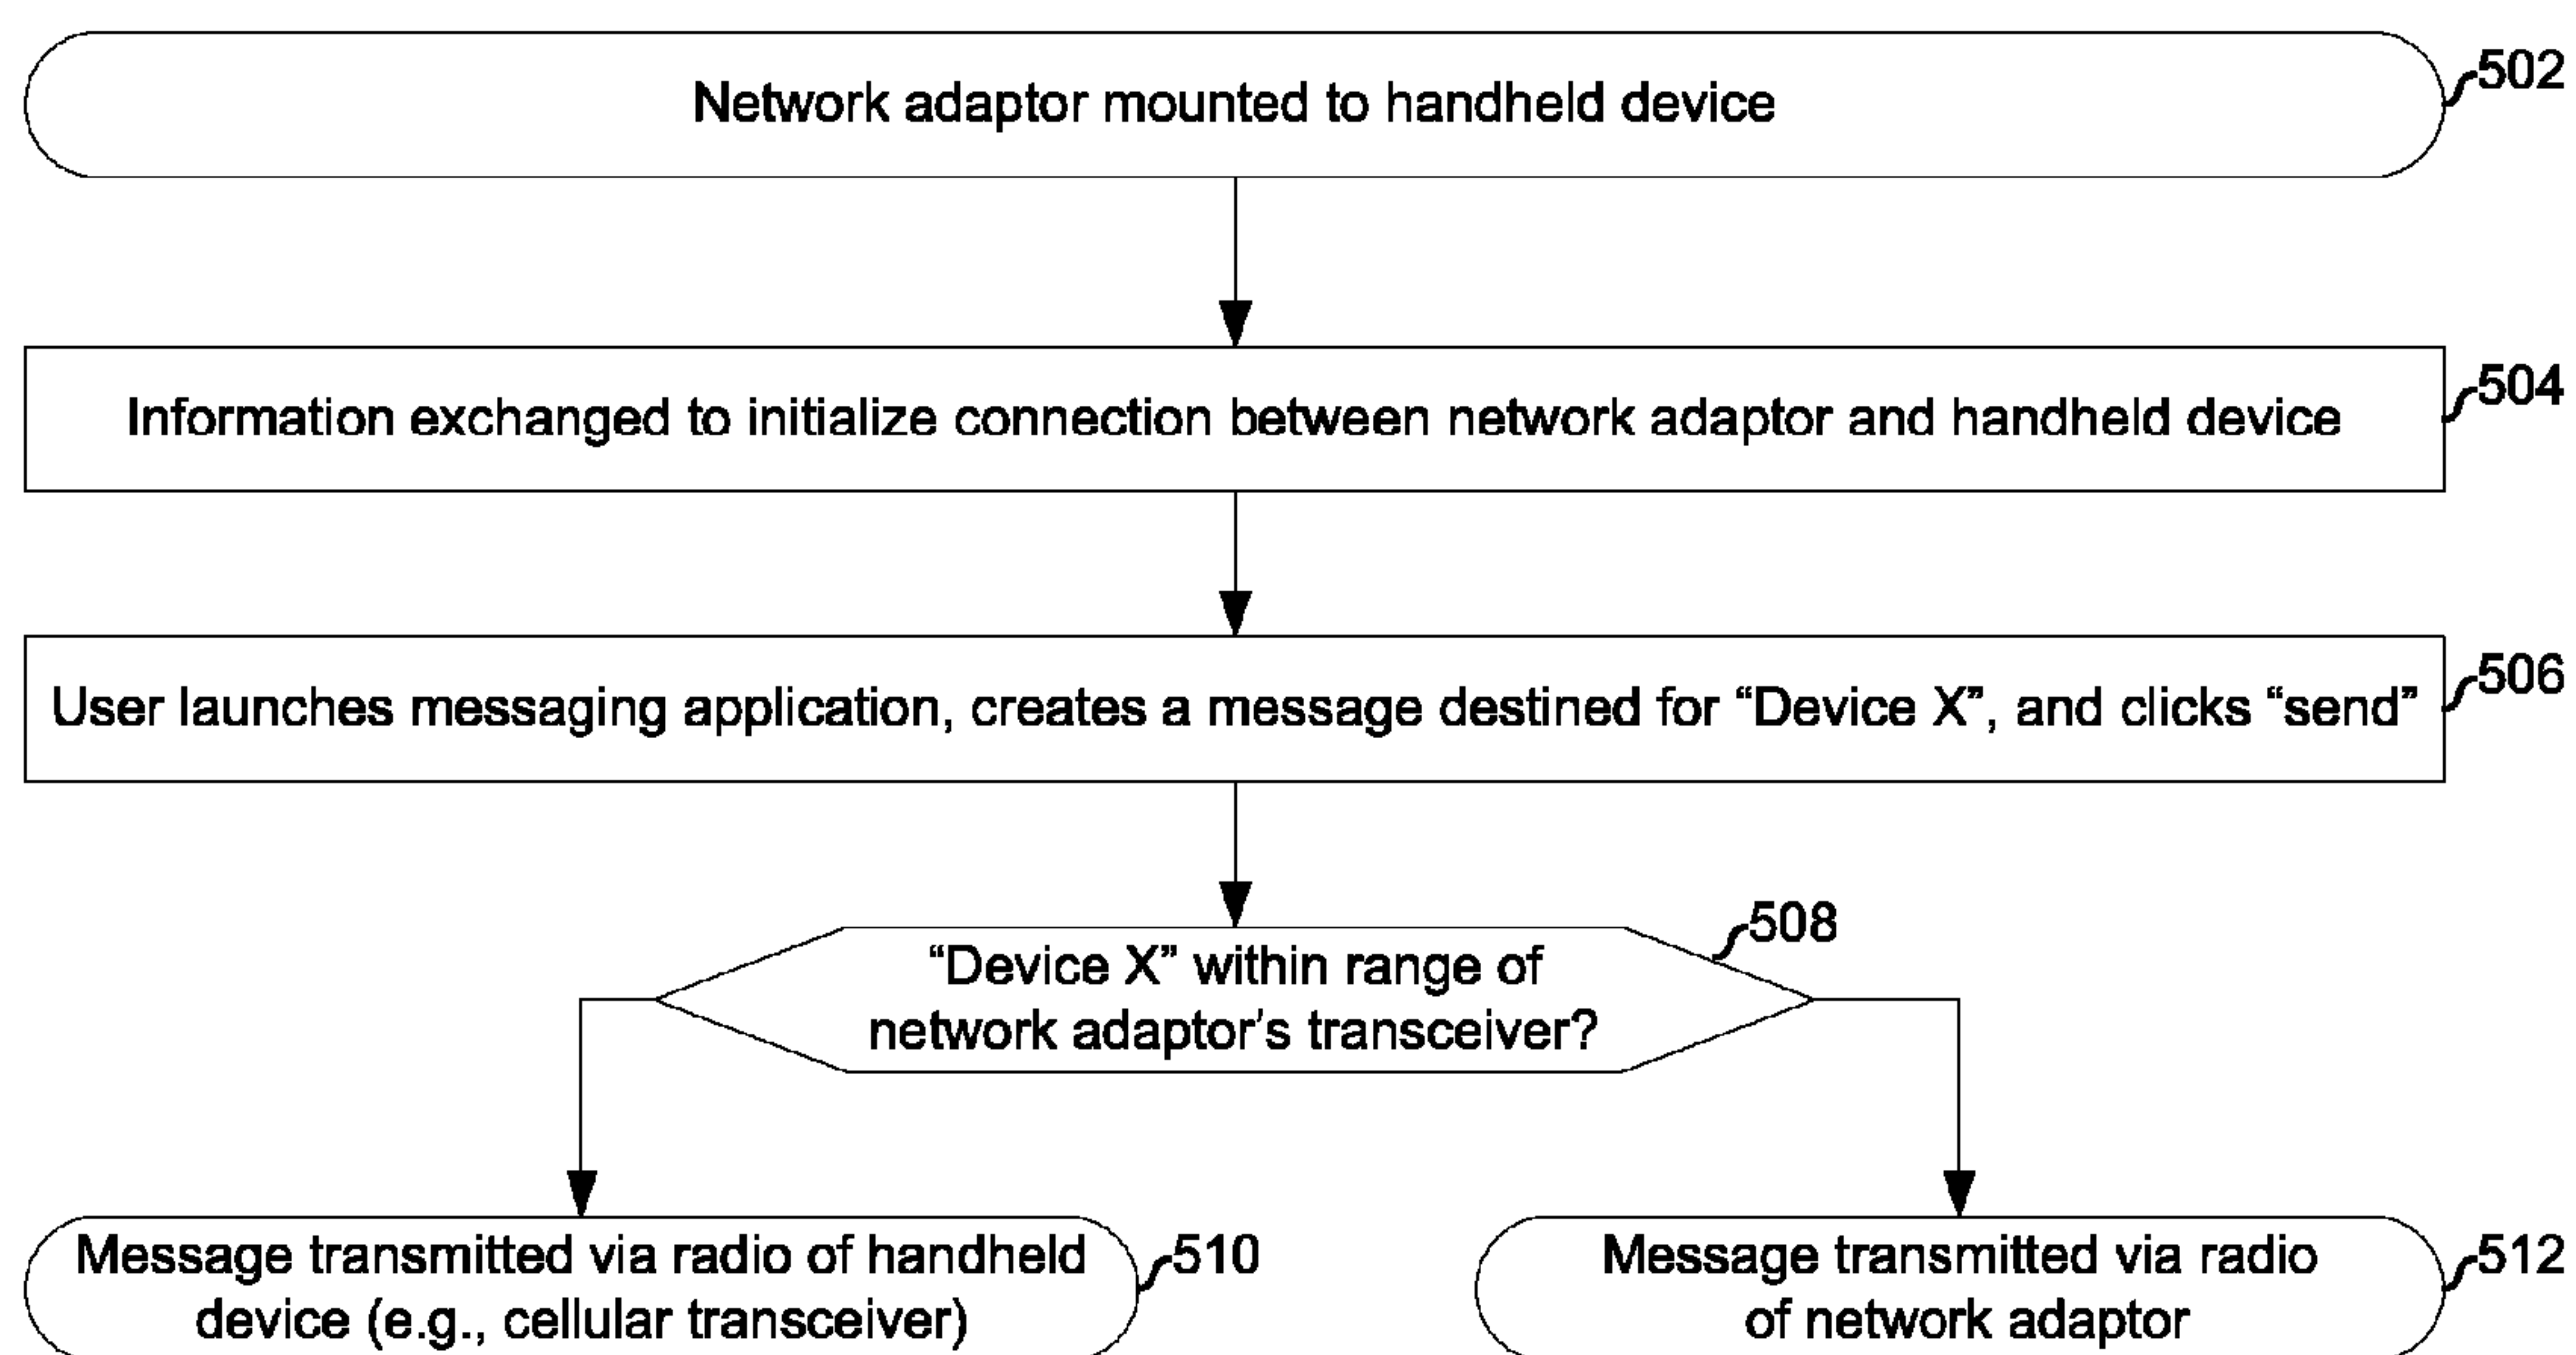 Network adaptor mounted to handheld device
502
Information exchanged to initialize connection between network adaptor and handheld device
504
User launches messaging application, creates a message destined for “Device X”, and clicks “send”
506
“Device X” within range of
network adaptor’s transceiver?
508
Message transmitted via radio of handheld
device (e.g., cellular transceiver)
510
Message transmitted via radio
of network adaptor
512